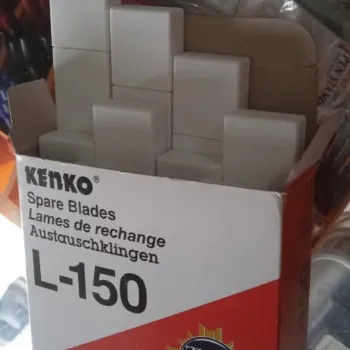 KENKO®
Spare Blades
Lames de rechange
Austauschklingen
L-150